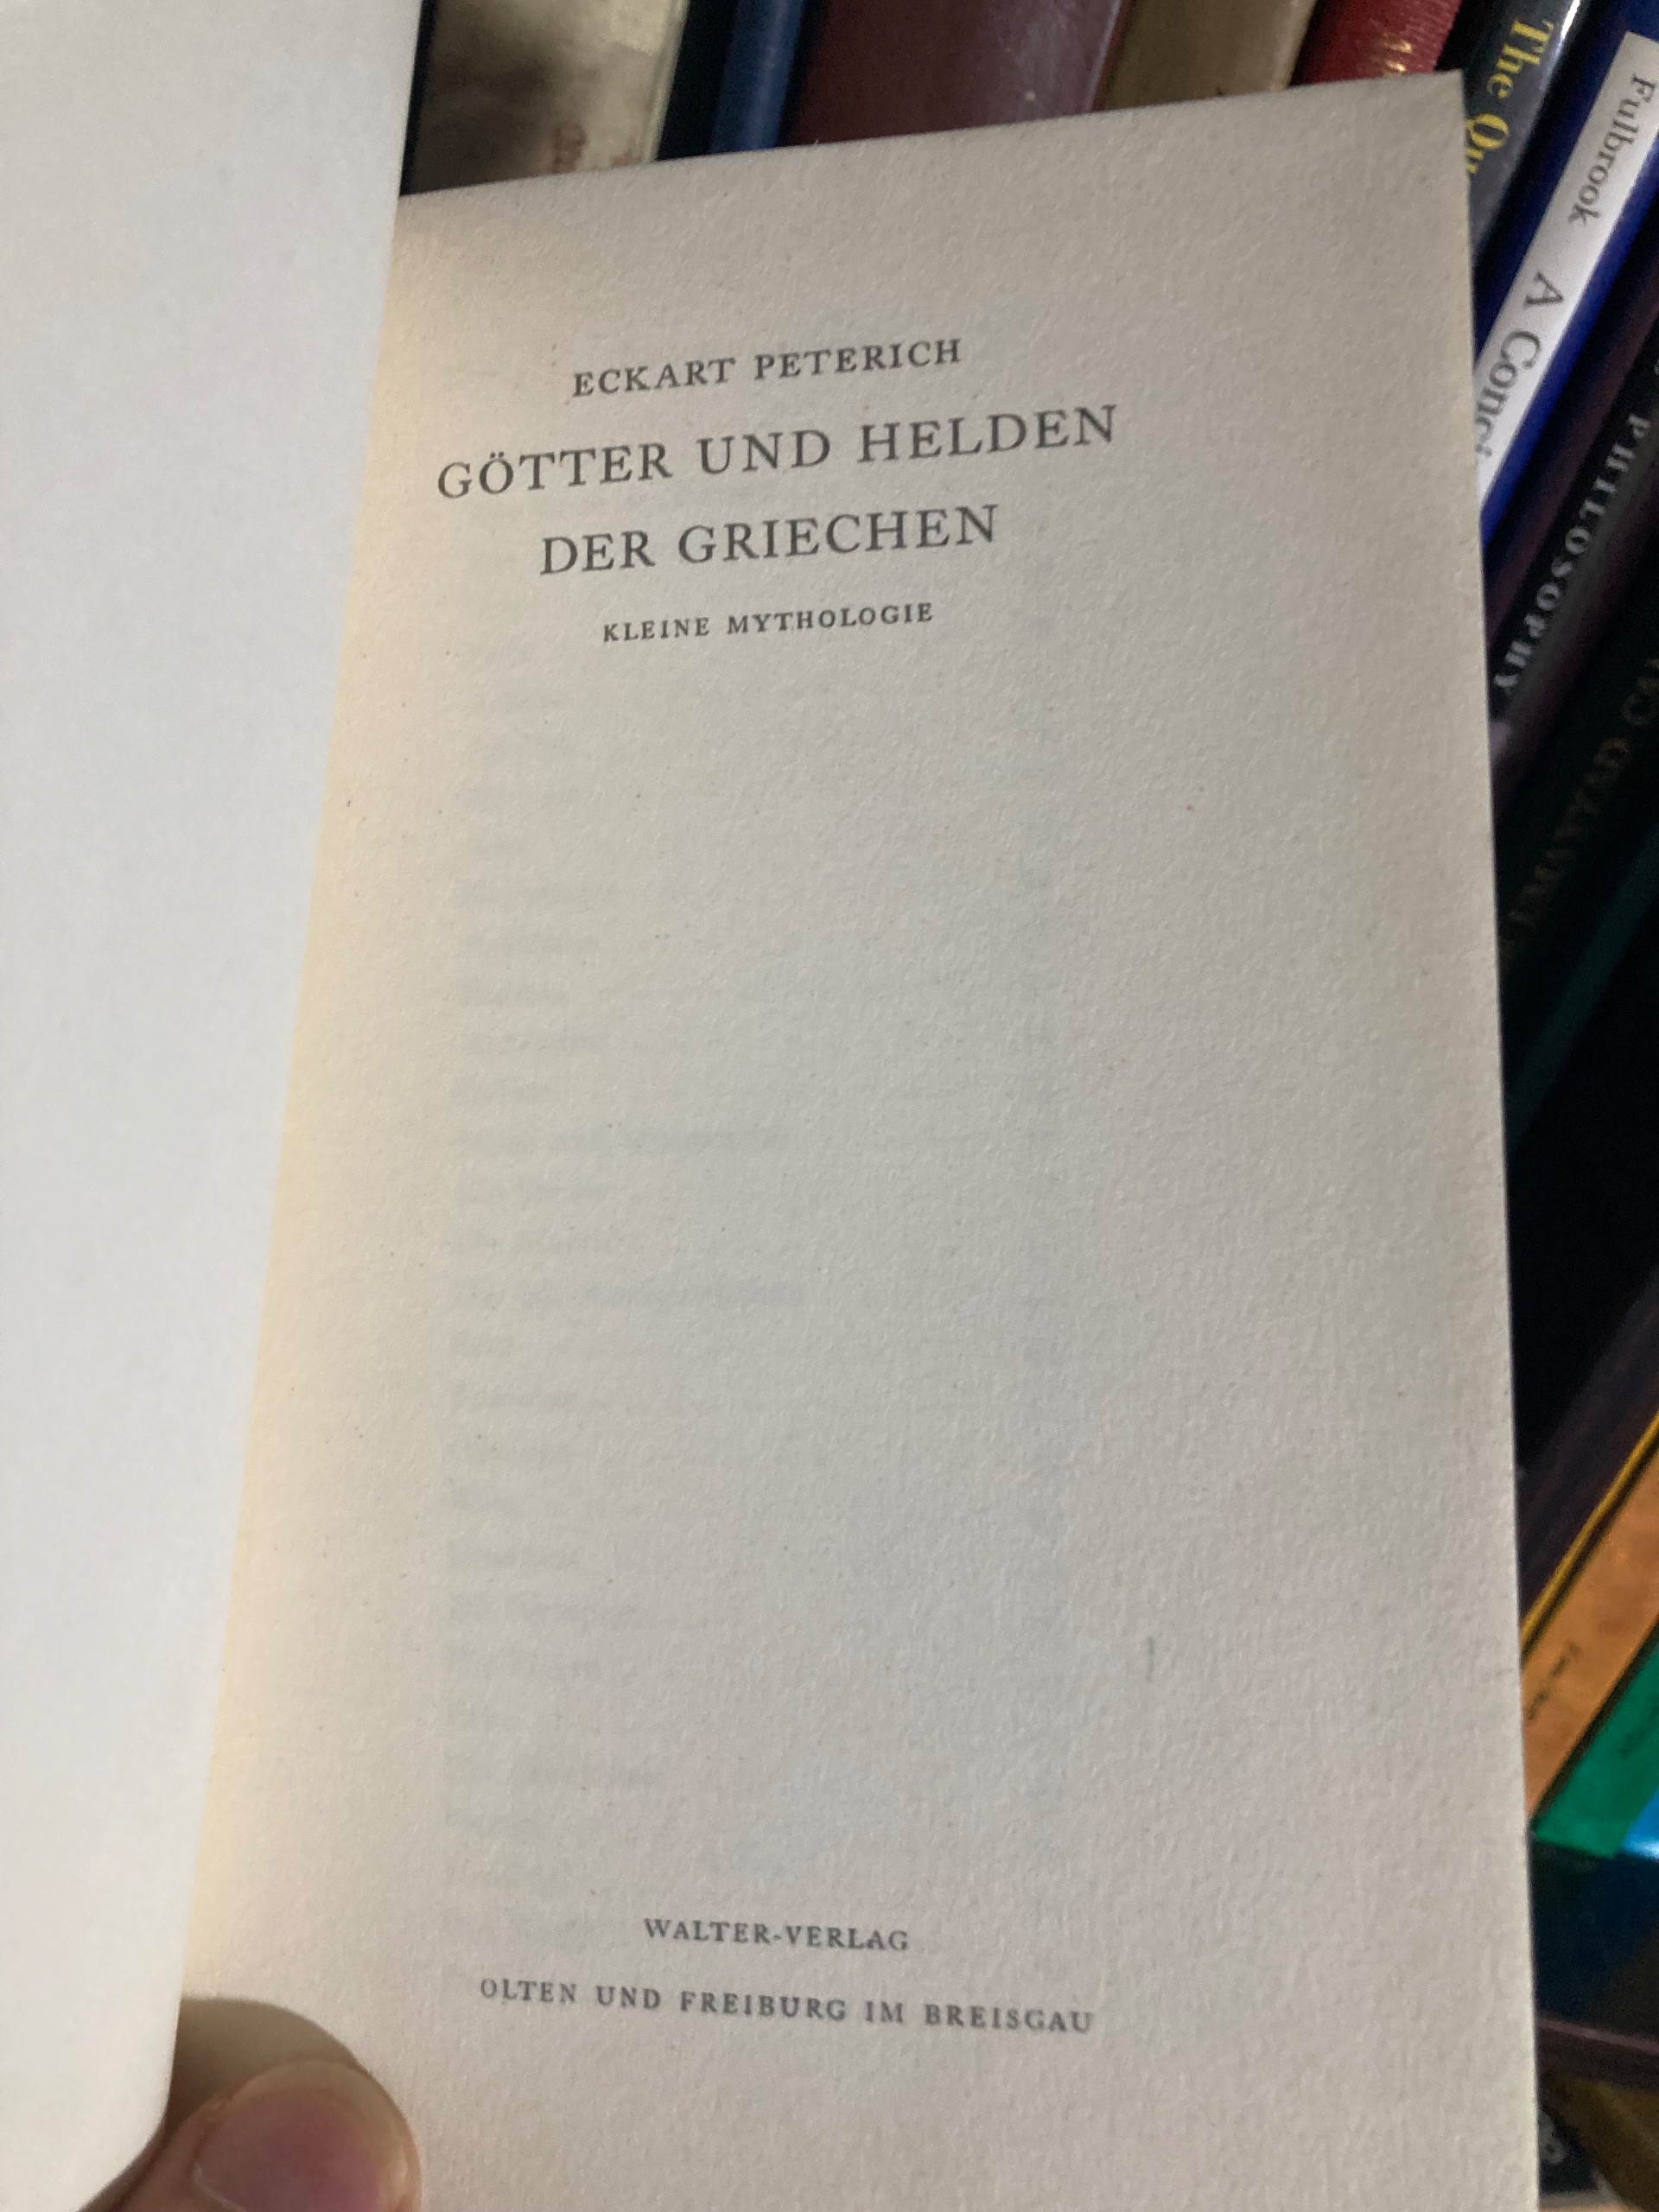 ECKART PETERICH
GÖTTER UND HELDEN
DER GRIECHEN
KLEINE MYTHOLOGIE
WALTER-VERLAG
OLTEN UND FREIBURG IM BREISGAU
The
Fulbrook A
PHILOSOPHY